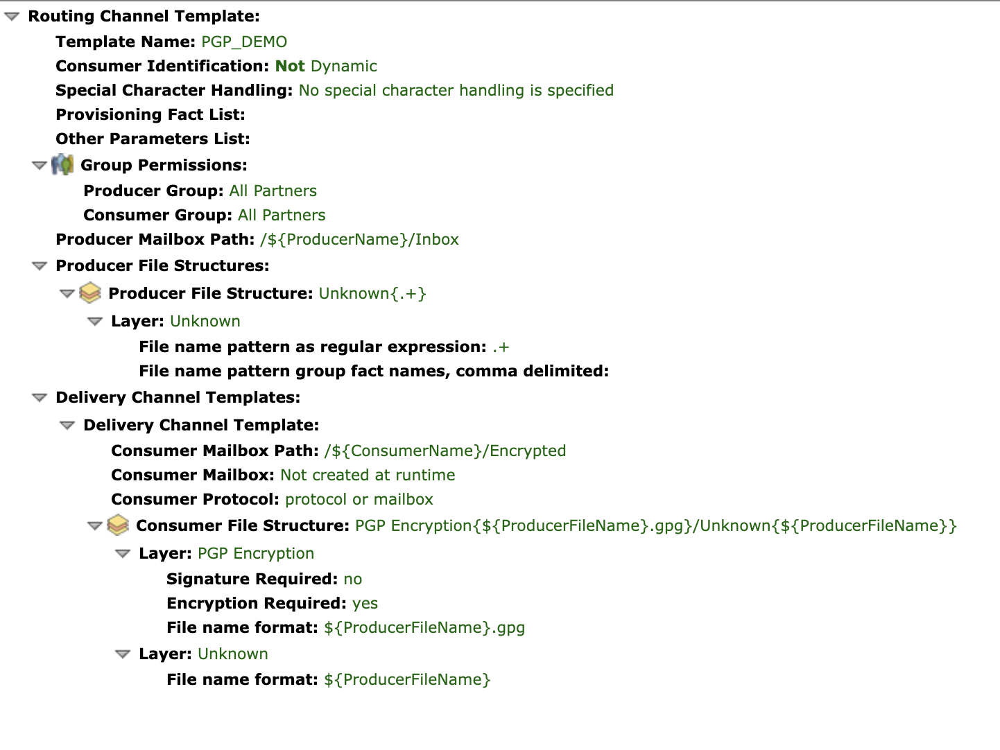 Routing Channel Template:
Template Name: PGP_DEMO
Consumer Identification: Not Dynamic
Special Character Handling: No special character handling is specified
Provisioning Fact List:
Other Parameters List:
Group Permissions:
Producer Group: All Partners
Consumer Group: All Partners
Producer Mailbox Path: /${ProducerName}/Inbox
Producer File Structures:
Producer File Structure: Unknown{.+}
Layer: Unknown
File name pattern as regular expression: .+
File name pattern group fact names, comma delimited:
Delivery Channel Templates:
Delivery Channel Template:
Consumer Mailbox Path: /${ConsumerName}/Encrypted
Consumer Mailbox: Not created at runtime
Consumer Protocol: protocol or mailbox
Consumer File Structure: PGP Encryption{${ProducerFileName}.gpg}/Unknown{${ProducerFileName}}
Layer: PGP Encryption
Signature Required: no
Encryption Required: yes
File name format: ${ProducerFileName}.gpg
Layer: Unknown
File name format: ${ProducerFileName}